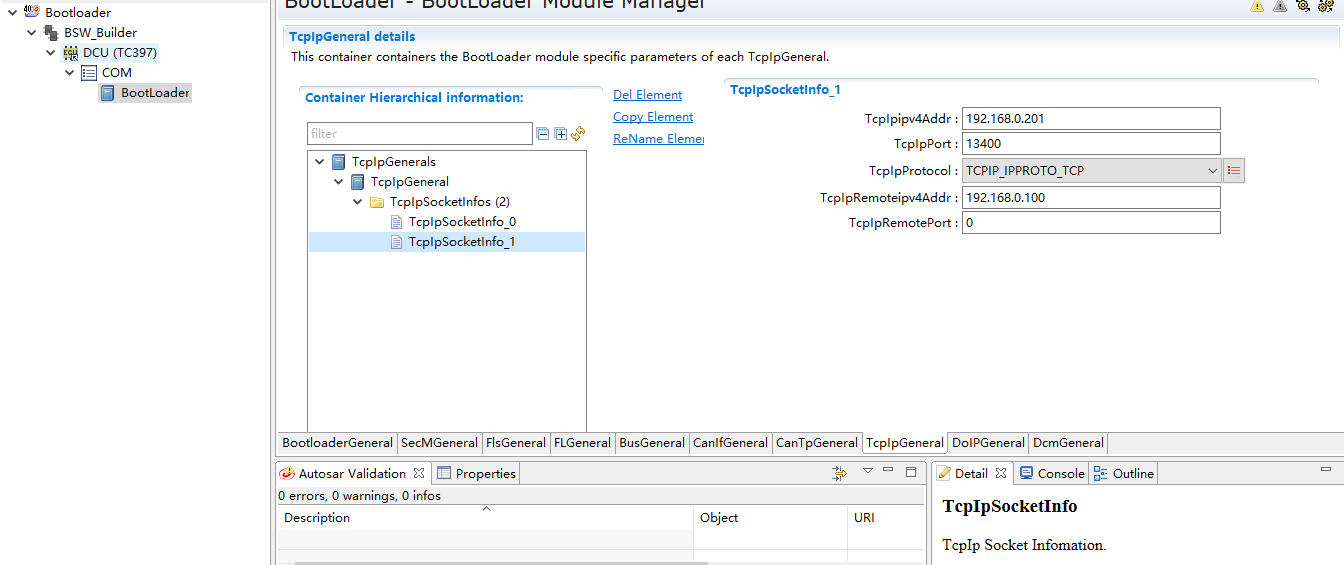 Bootloader
BSW_Builder
DCU (TC397)
COM
BootLoader
BootLoader - BootLoader Module Manager
TcpIpGeneral details
This container containers the BootLoader module specific parameters of each TcpIpGeneral.
Container Hierarchical information:
filter
TcpIpGenerals
TcpIpGeneral
TcpIpSocketInfos (2)
TcpIpSocketInfo_0
TcpIpSocketInfo_1
Del Element
Copy Element
ReName Elemen
TcpIpSocketInfo_1
TcpIpipv4Addr : 192.168.0.201
TcpIpPort : 13400
TcpIpProtocol : TCPIP_IPPROTO_TCP
TcpIpRemoteipv4Addr : 192.168.0.100
TcpIpRemotePort : 0
BootloaderGeneral SecMGeneral FlsGeneral FLGeneral BusGeneral CanIfGeneral CanTpGeneral TcpIpGeneral DoIPGeneral DcmGeneral
Autosar Validation Properties
0 errors, 0 warnings, 0 infos
Description Object URI
Detail Console Outline
TcpIpSocketInfo
TcpIp Socket Infomation.